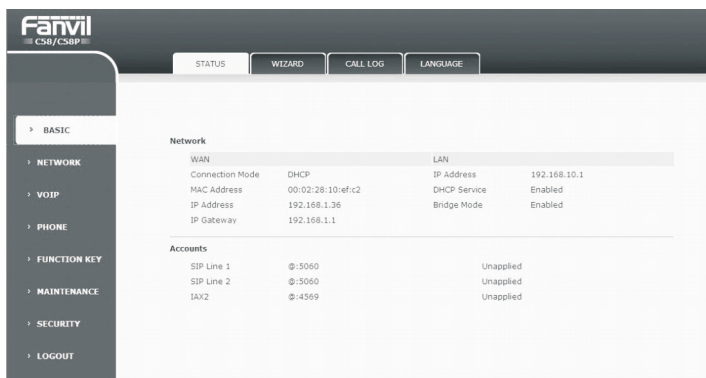 Fanvil
C58/C58P
STATUS WIZARD CALL LOG LANGUAGE
› BASIC
› NETWORK
› VOIP
› PHONE
› FUNCTION KEY
› MAINTENANCE
› SECURITY
› LOGOUT
Network
WAN LAN
Connection Mode DHCP IP Address 192.168.10.1
MAC Address 00:02:28:10:ef:c2 DHCP Service Enabled
IP Address 192.168.1.36 Bridge Mode Enabled
IP Gateway 192.168.1.1
Accounts
SIP Line 1 @:5060 Unapplied
SIP Line 2 @:5060 Unapplied
IAX2 @:4569 Unapplied